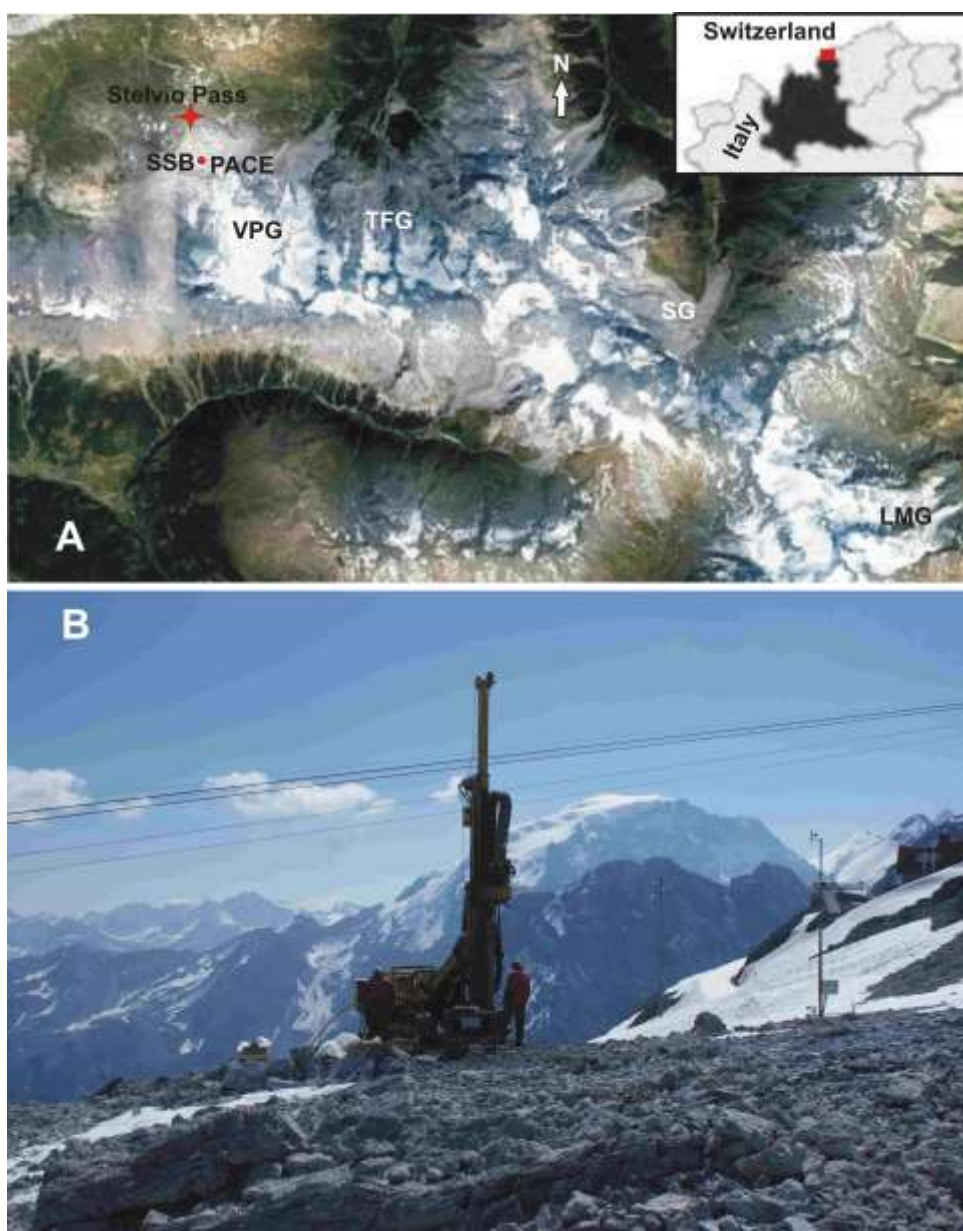 Switzerland
Italy
N
Stelvio Pass
SSB PACE
VPG
TFG
SG
LMG
A
B